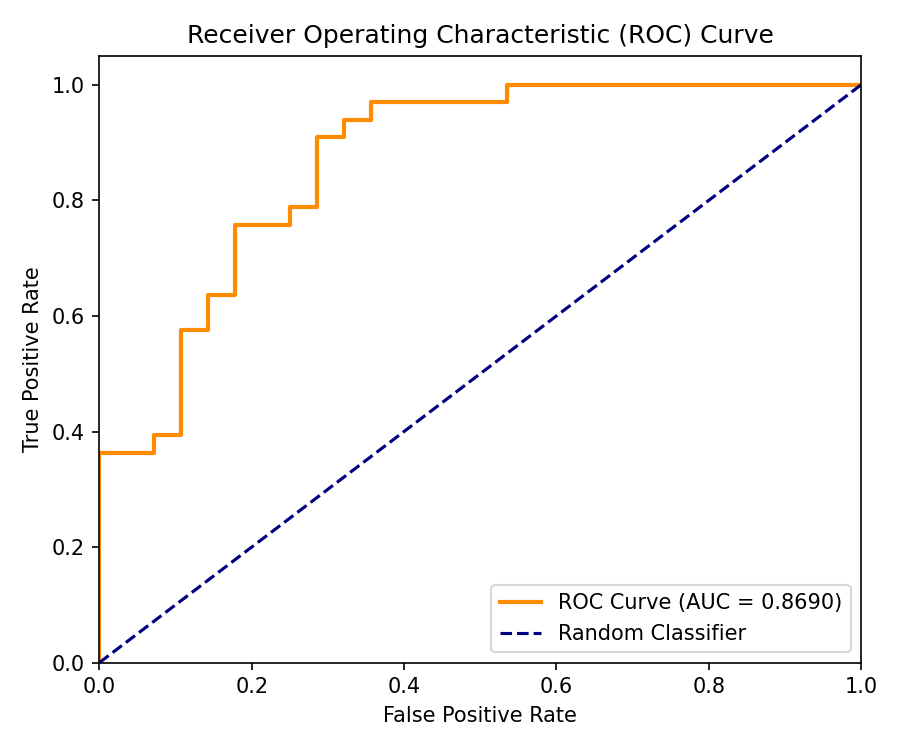 Receiver Operating Characteristic (ROC) Curve
True Positive Rate
1.0
0.8
0.6
0.4
0.2
0.0
ROC Curve (AUC = 0.8690)
Random Classifier
0.0 0.2 0.4 0.6 0.8 1.0
False Positive Rate